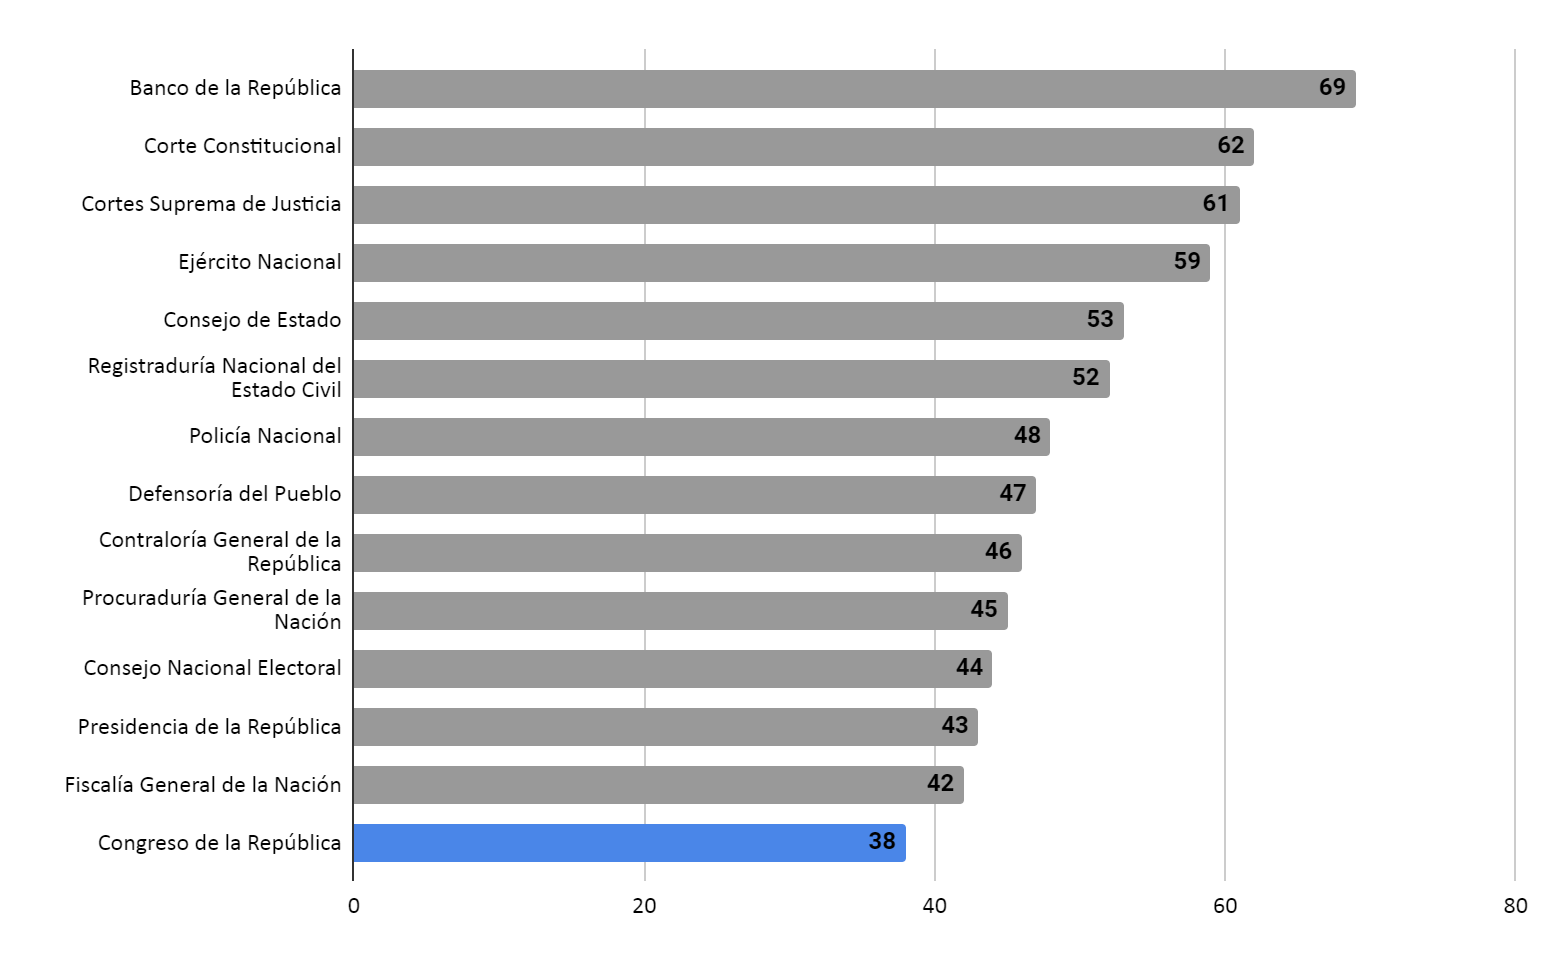 Banco de la República
69
Corte Constitucional
62
Cortes Suprema de Justicia
61
Ejército Nacional
59
Consejo de Estado
53
Registraduría Nacional del
Estado Civil
52
Policía Nacional
48
Defensoría del Pueblo
47
Contraloría General de la
República
46
Procuraduría General de la
Nación
45
Consejo Nacional Electoral
44
Presidencia de la República
43
Fiscalía General de la Nación
42
Congreso de la República
38
0 20 40 60 80